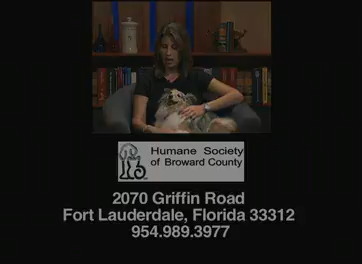 Humane Society
of Broward County
2070 Griffin Road
Fort Lauderdale, Florida 33312
954.989.3977